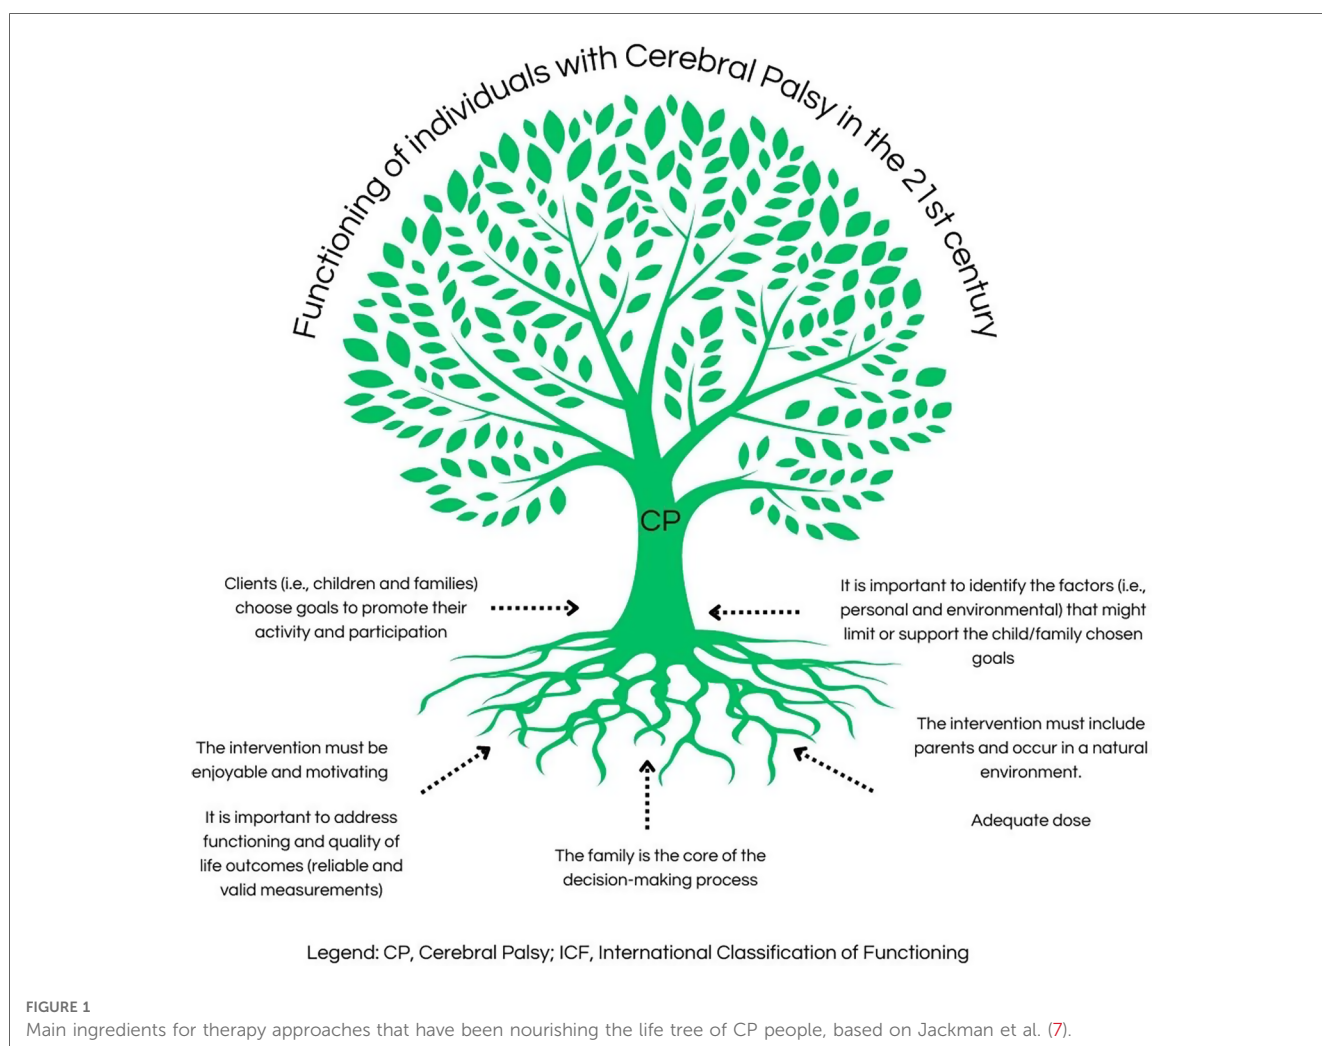 Functioning of individuals with Cerebral Palsy in the 21st century
CP
Clients (i.e., children and families)
choose goals to promote their
activity and participation
It is important to identify the factors (i.e.,
personal and environmental) that might
limit or support the child/family chosen
goals
The intervention must be
enjoyable and motivating
It is important to address
functioning and quality of
life outcomes (reliable and
valid measurements)
The family is the core of the
decision-making process
The intervention must include
parents and occur in a natural
environment.
Adequate dose
Legend: CP, Cerebral Palsy; ICF, International Classification of Functioning
FIGURE 1
Main ingredients for therapy approaches that have been nourishing the life tree of CP people, based on Jackman et al. (7).